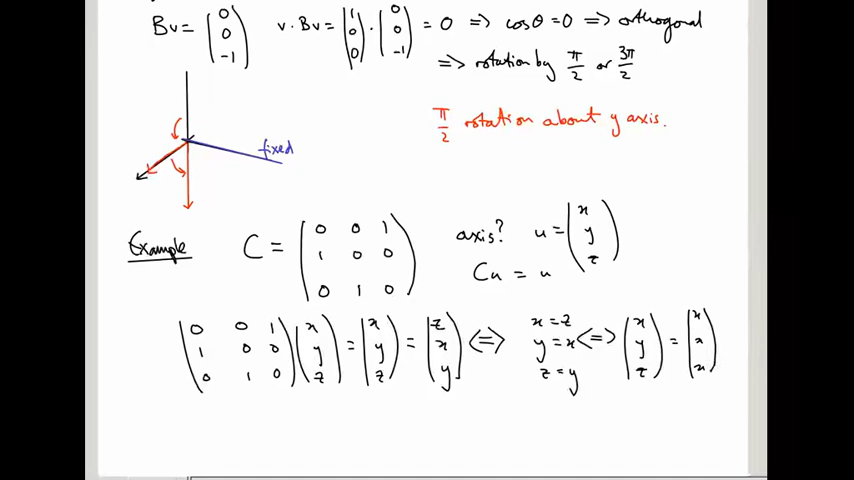 Bv = (0 0 -1) v · Bv = (1 0 0) · (0 0 -1) = 0 ⟹ cos θ = 0 ⟹ orthogonal
⟹ rotation by π/2 or 3π/2
π/2 rotation about y axis.
fixed
Example C = (0 0 1; 1 0 0; 0 1 0) axis? u = (x y z)
Cu = u
(0 0 1; 1 0 0; 0 1 0) (x y z) = (x y z) = (z x y) ⟺ x = z y = x z = y ⟺ (x y z) = (x x x)